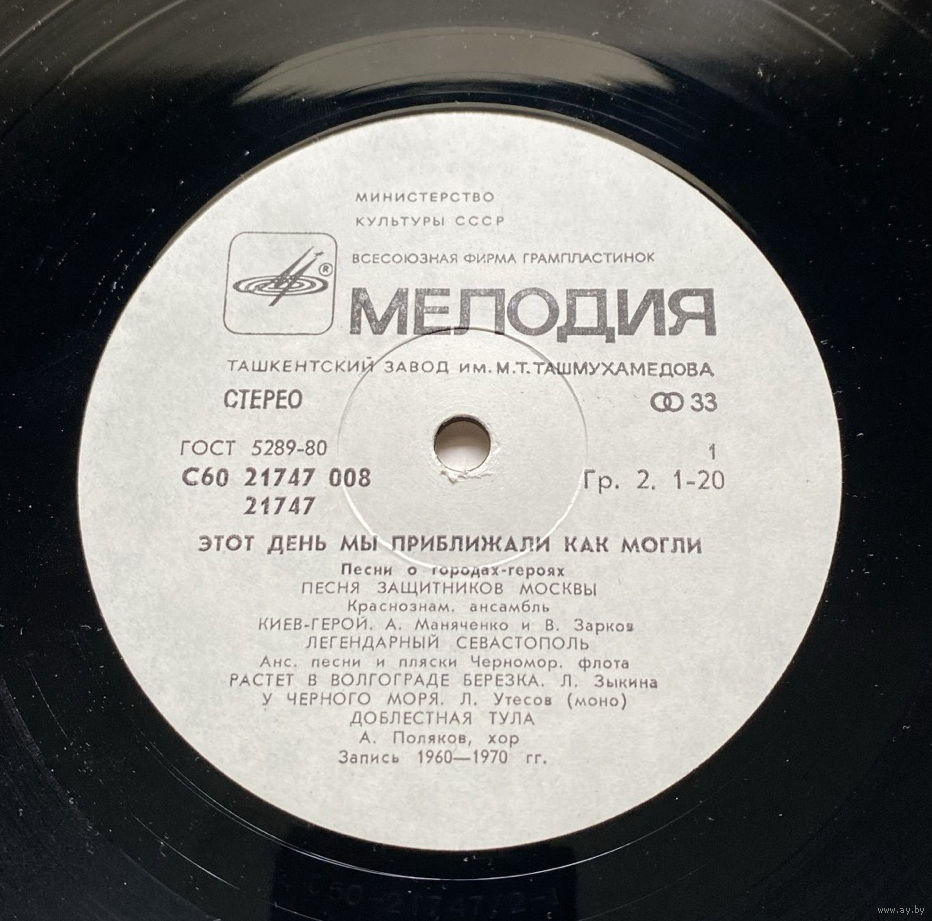 МИНИСТЕРСТВО
КУЛЬТУРЫ СССР
ВСЕСОЮЗНАЯ ФИРМА ГРАМПЛАСТИНОК
®
МЕЛОДИЯ
ТАШКЕНТСКИЙ ЗАВОД им. М.Т. ТАШМУХАМЕДОВА
СТЕРЕО 33
ГОСТ 5289-80 1
С60 21747 008 Гр. 2. 1-20
21747
ЭТОТ ДЕНЬ МЫ ПРИБЛИЖАЛИ КАК МОГЛИ
Песни о городах-героях
ПЕСНЯ ЗАЩИТНИКОВ МОСКВЫ
Краснознам. ансамбль
КИЕВ-ГЕРОЙ. А. Маняченко и В. Зарков
ЛЕГЕНДАРНЫЙ СЕВАСТОПОЛЬ
Анс. песни и пляски Черномор. флота
РАСТЕТ В ВОЛГОГРАДЕ БЕРЕЗКА. Л. Зыкина
У ЧЕРНОГО МОРЯ. Л. Утесов (моно)
ДОБЛЕСТНАЯ ТУЛА
А. Поляков, хор
Запись 1960—1970 гг.
www.ay.by